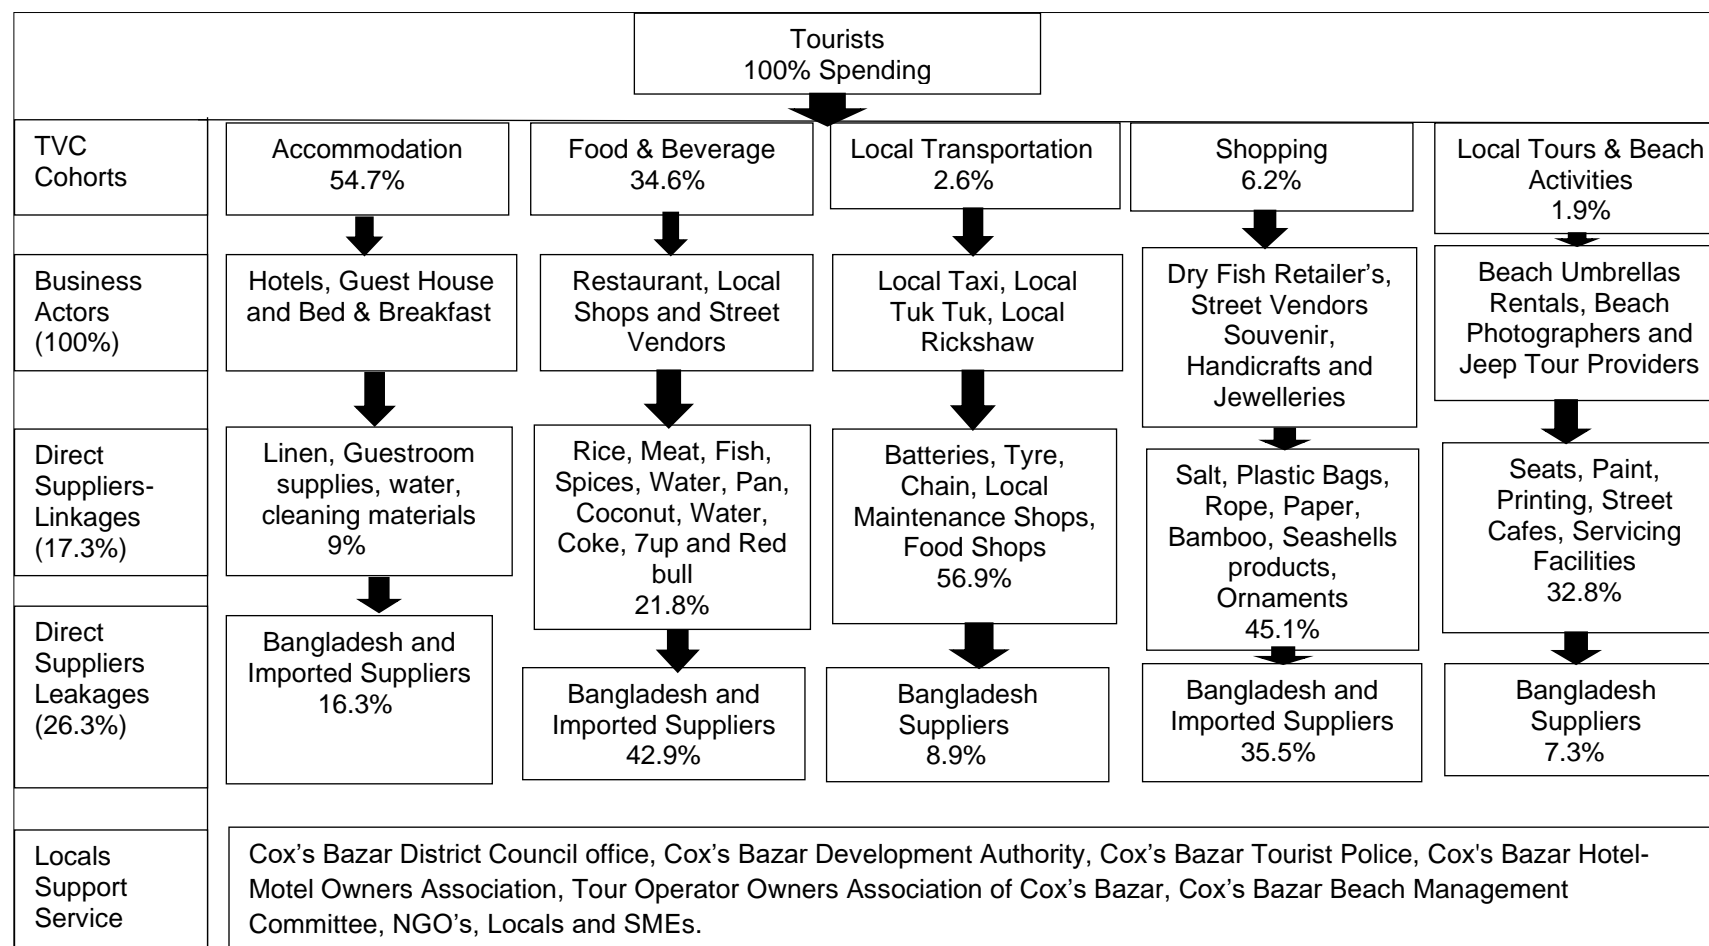 Tourists
100% Spending
TVC
Cohorts
Accommodation
54.7%
Food & Beverage
34.6%
Local Transportation
2.6%
Shopping
6.2%
Local Tours & Beach
Activities
1.9%
Business
Actors
(100%)
Hotels, Guest House
and Bed & Breakfast
Restaurant, Local
Shops and Street
Vendors
Local Taxi, Local
Tuk Tuk, Local
Rickshaw
Dry Fish Retailer’s,
Street Vendors
Souvenir,
Handicrafts and
Jewelleries
Beach Umbrellas
Rentals, Beach
Photographers and
Jeep Tour Providers
Direct
Suppliers-
Linkages
(17.3%)
Linen, Guestroom
supplies, water,
cleaning materials
9%
Rice, Meat, Fish,
Spices, Water, Pan,
Coconut, Water,
Coke, 7up and Red
bull
21.8%
Batteries, Tyre,
Chain, Local
Maintenance Shops,
Food Shops
56.9%
Salt, Plastic Bags,
Rope, Paper,
Bamboo, Seashells
products,
Ornaments
45.1%
Seats, Paint,
Printing, Street
Cafes, Servicing
Facilities
32.8%
Direct
Suppliers
Leakages
(26.3%)
Bangladesh and
Imported Suppliers
16.3%
Bangladesh and
Imported Suppliers
42.9%
Bangladesh
Suppliers
8.9%
Bangladesh and
Imported Suppliers
35.5%
Bangladesh
Suppliers
7.3%
Locals
Support
Service
Cox’s Bazar District Council office, Cox’s Bazar Development Authority, Cox’s Bazar Tourist Police, Cox's Bazar Hotel-
Motel Owners Association, Tour Operator Owners Association of Cox’s Bazar, Cox’s Bazar Beach Management
Committee, NGO’s, Locals and SMEs.